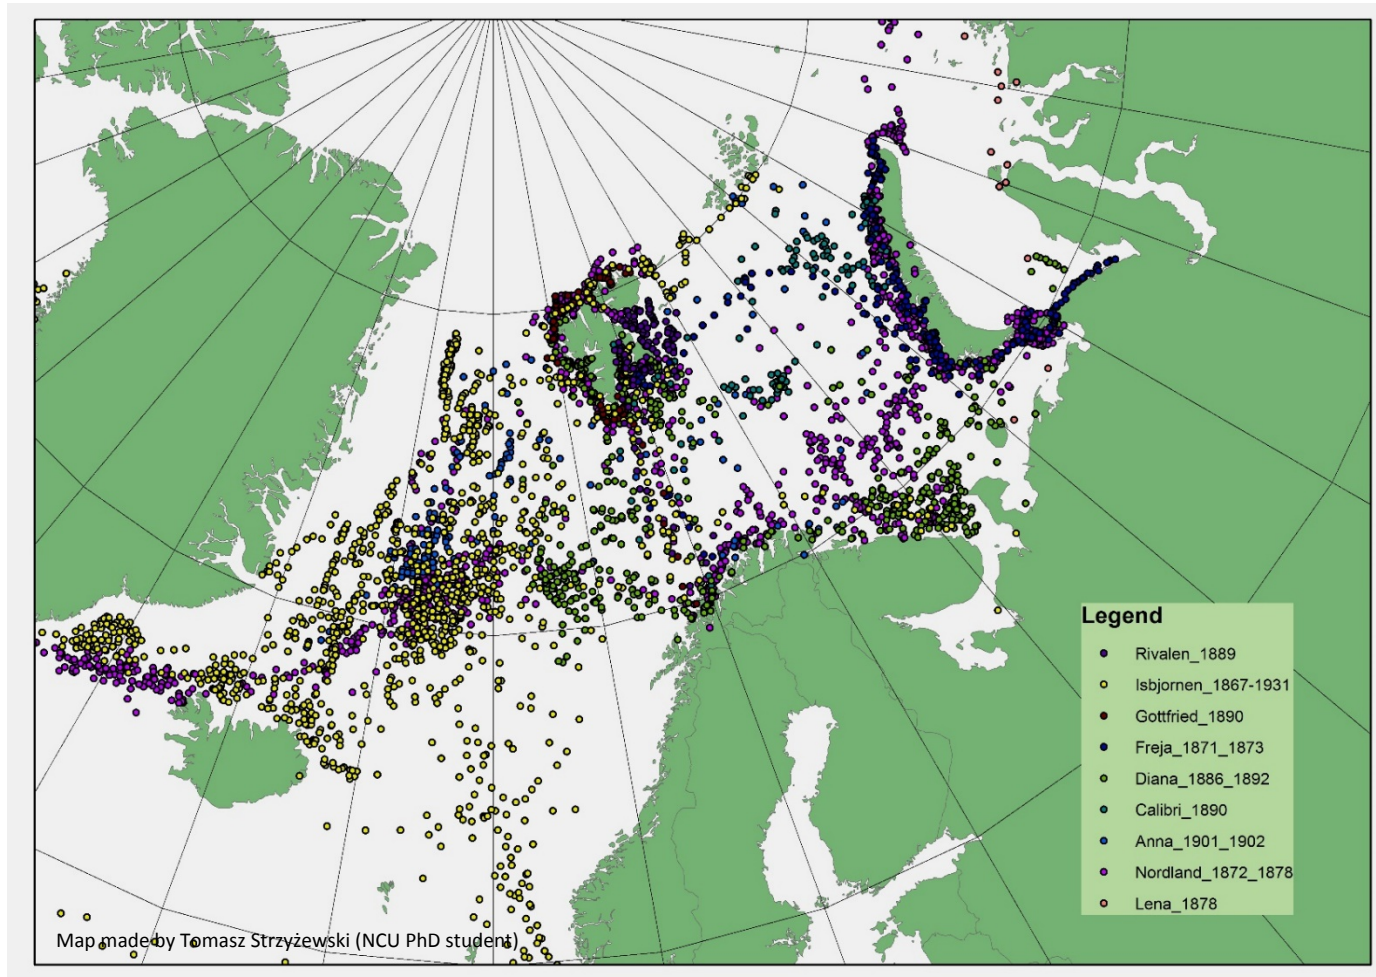 Legend
Rivalen_1889
Isbjornen_1867-1931
Gottfried_1890
Freja_1871_1873
Diana_1886_1892
Calibri_1890
Anna_1901_1902
Nordland_1872_1878
Lena_1878
Map made by Tomasz Strzyżewski (NCU PhD student)